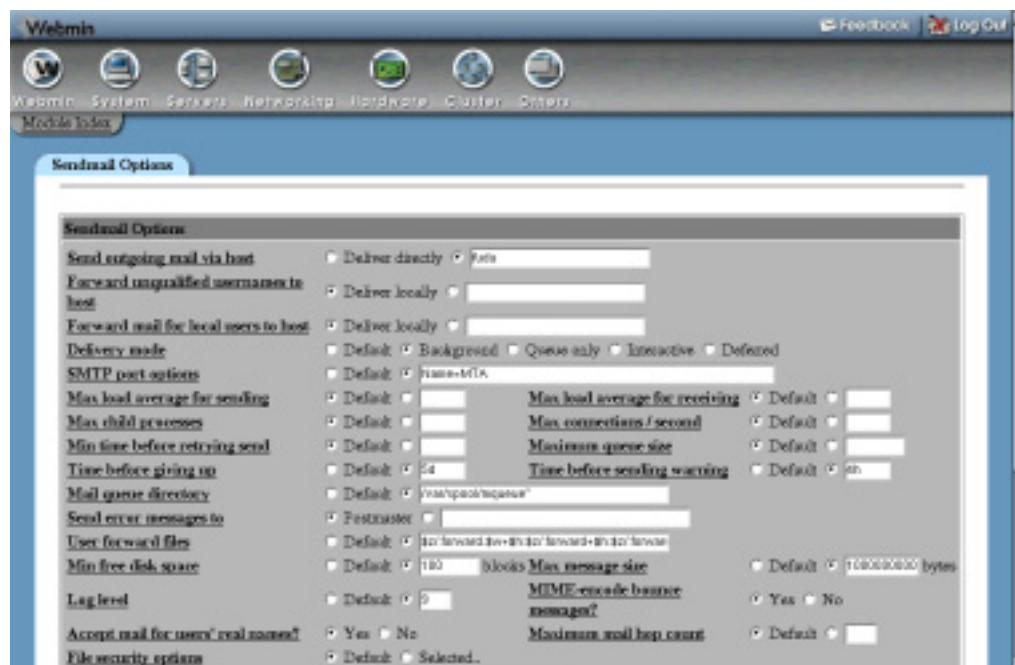 Webmin
Feedback Log Out
Webmin System Servers Networking Hardware Cluster Others
Module Index
Sendmail Options
Sendmail Options
Send outgoing mail via host Deliver directly
Forward unqualified usernames to
host Deliver locally
Forward mail for local users to host Deliver locally
Delivery mode Default Background Queue only Interactive Deferred
SMTP port options Default Name=MTA
Max load average for sending Default Max load average for receiving Default
Max child processes Default Max connections / second Default
Min time before retrying send Default Maximum queue size Default
Time before giving up Default 5d Time before sending warning Default 4h
Mail queue directory Default
Send error messages to Postmaster
User forward files Default
Min free disk space Default 100 blocks Max message size Default bytes
Log level Default 9 MIME-encode bounce
messages? Yes No
Accept mail for users' real names? Yes No Maximum mail hop count Default
File security options Default Selected..